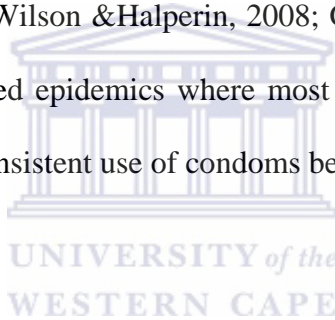 Wilson &Halperin, 2008;
ed epidemics where most
nsistent use of condoms be
UNIVERSITY of the
WESTERN CAPE